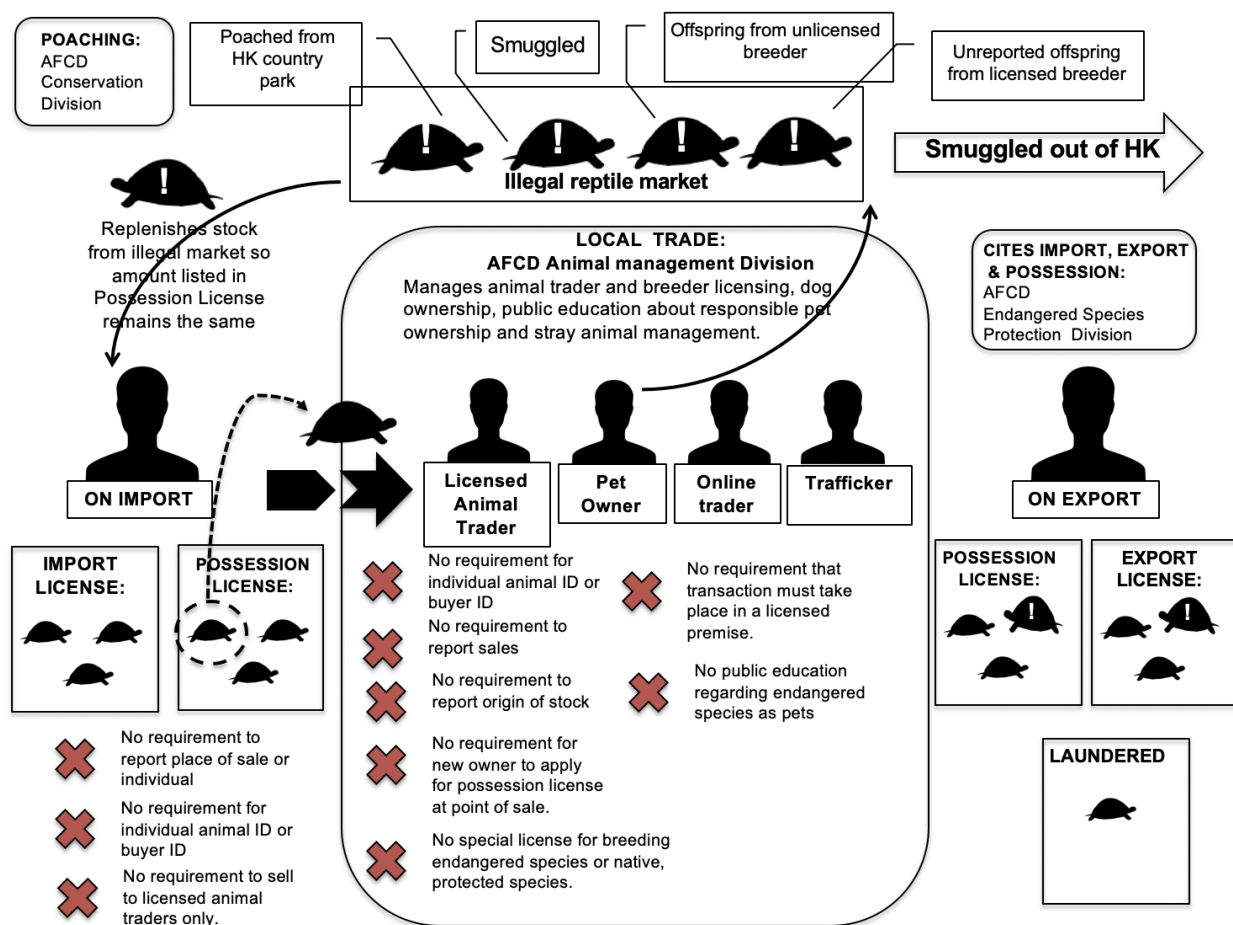 POACHING:
AFCD
Conservation
Division
Poached from
HK country
park
Smuggled
Offspring from unlicensed
breeder
Unreported offspring
from licensed breeder
!
!
!
!
Illegal reptile market
Smuggled out of HK
!
Replenishes stock
from illegal market so
amount listed in
Possession License
remains the same
LOCAL TRADE:
AFCD Animal management Division
Manages animal trader and breeder licensing, dog
ownership, public education about responsible pet
ownership and stray animal management.
CITES IMPORT, EXPORT
& POSSESSION:
AFCD
Endangered Species
Protection Division
ON IMPORT
Licensed
Animal
Trader
Pet
Owner
Online
trader
Trafficker
ON EXPORT
IMPORT
LICENSE:
POSSESSION
LICENSE:
No requirement to
report place of sale or
individual
No requirement for
individual animal ID or
buyer ID
No requirement to sell
to licensed animal
traders only.
No requirement for
individual animal ID or
buyer ID
No requirement to
report sales
No requirement to
report origin of stock
No requirement for
new owner to apply
for possession license
at point of sale.
No special license for breeding
endangered species or native,
protected species.
No requirement that
transaction must take
place in a licensed
premise.
No public education
regarding endangered
species as pets
POSSESSION
LICENSE:
!
EXPORT
LICENSE:
!
LAUNDERED